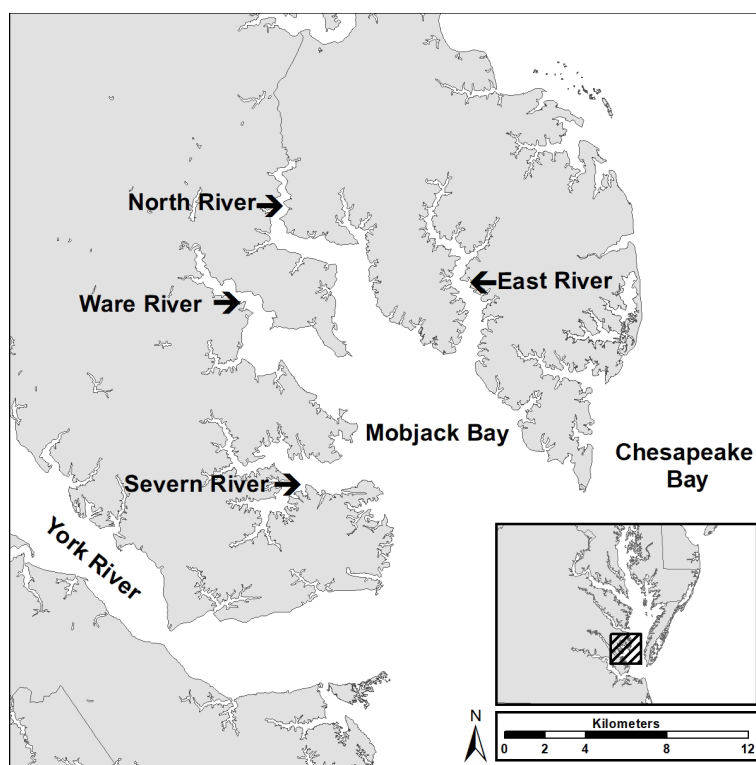 North River
East River
Ware River
Mobjack Bay
Chesapeake
Bay
Severn River
York River
N
Kilometers
0 2 4 8 12